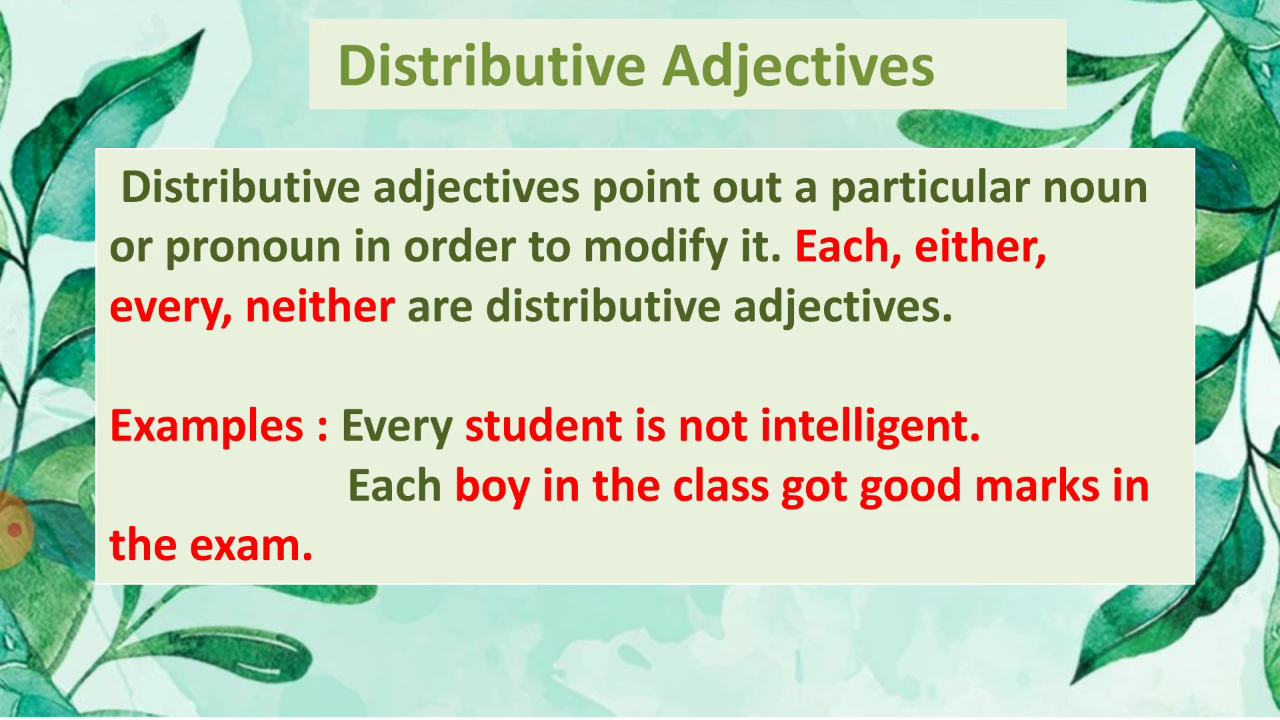 Distributive Adjectives
Distributive adjectives point out a particular noun
or pronoun in order to modify it. Each, either,
every, neither are distributive adjectives.
Examples : Every student is not intelligent.
Each boy in the class got good marks in
the exam.